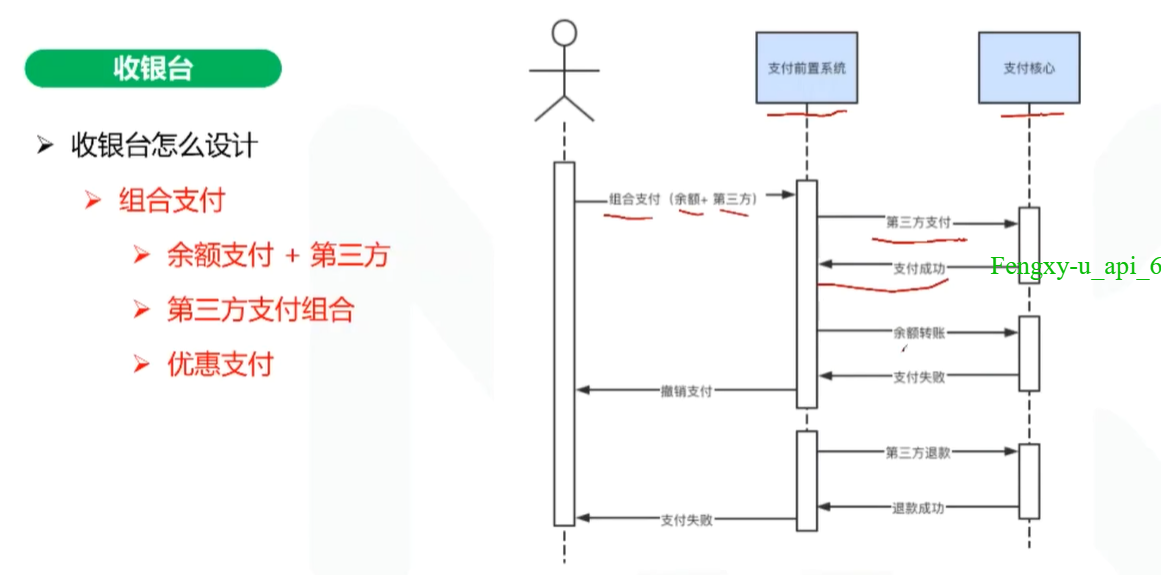 收银台
收银台怎么设计
组合支付
余额支付 + 第三方
第三方支付组合
优惠支付
支付前置系统
支付核心
组合支付（余额+ 第三方）
第三方支付
支付成功
Fengxy-u_api_6
余额转账
支付失败
撤销支付
第三方退款
退款成功
支付失败